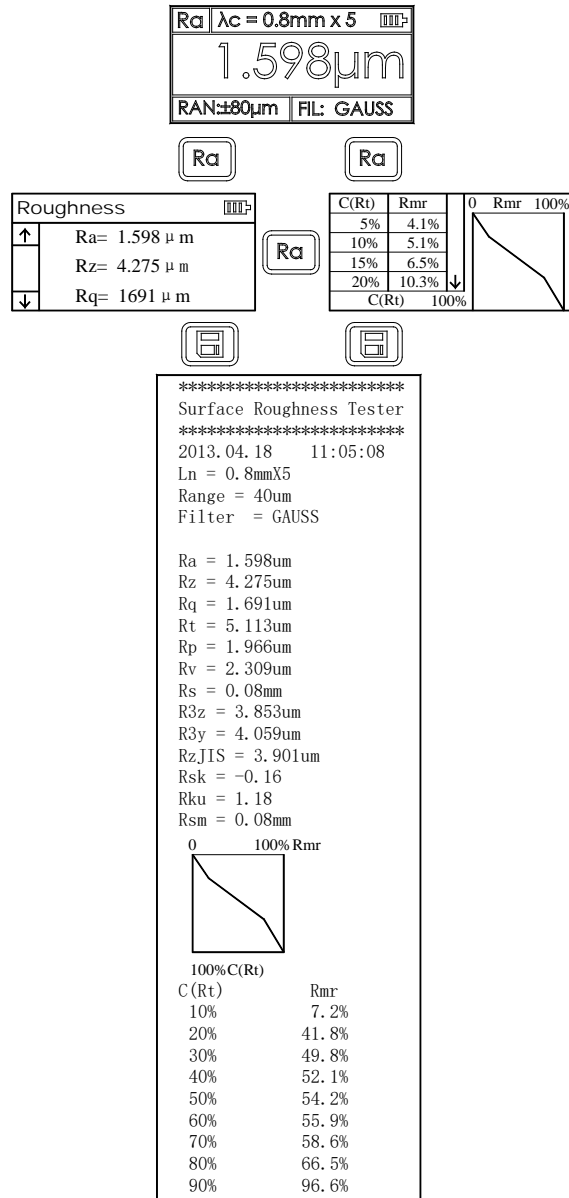 Ra λc = 0.8mm x 5
1.598μm
RAN:±80μm FIL: GAUSS
Ra Ra
Roughness
↑ Ra= 1.598 μ m
Rz= 4.275 μ m
↓ Rq= 1691 μ m
Ra
C(Rt) Rmr 0 Rmr 100%
5% 4.1%
10% 5.1%
15% 6.5%
20% 10.3% ↓
C(Rt) 100%
************************
Surface Roughness Tester
************************
2013.04.18 11:05:08
Ln = 0.8mmX5
Range = 40um
Filter = GAUSS
Ra = 1.598um
Rz = 4.275um
Rq = 1.691um
Rt = 5.113um
Rp = 1.966um
Rv = 2.309um
Rs = 0.08mm
R3z = 3.853um
R3y = 4.059um
RzJIS = 3.901um
Rsk = -0.16
Rku = 1.18
Rsm = 0.08mm
0 100% Rmr
100%C(Rt)
C(Rt) Rmr
10% 7.2%
20% 41.8%
30% 49.8%
40% 52.1%
50% 54.2%
60% 55.9%
70% 58.6%
80% 66.5%
90% 96.6%